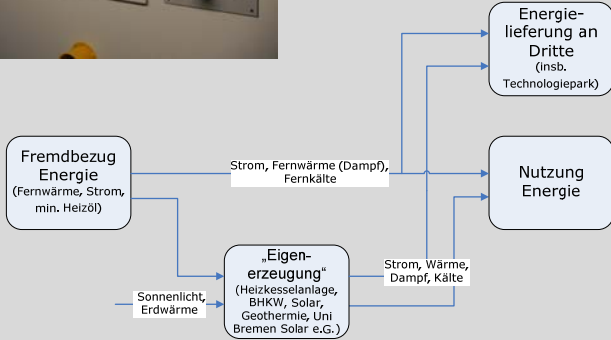 Energie-
lieferung an
Dritte
(insb.
Technologiepark)
Fremdbezug
Energie
(Fernwärme, Strom,
min. Heizöl)
Strom, Fernwärme (Dampf),
Fernkälte
Nutzung
Energie
„Eigen-
erzeugung“
(Heizkesselanlage,
BHKW, Solar,
Geothermie, Uni
Bremen Solar e.G.)
Strom, Wärme,
Dampf, Kälte
Sonnenlicht,
Erdwärme